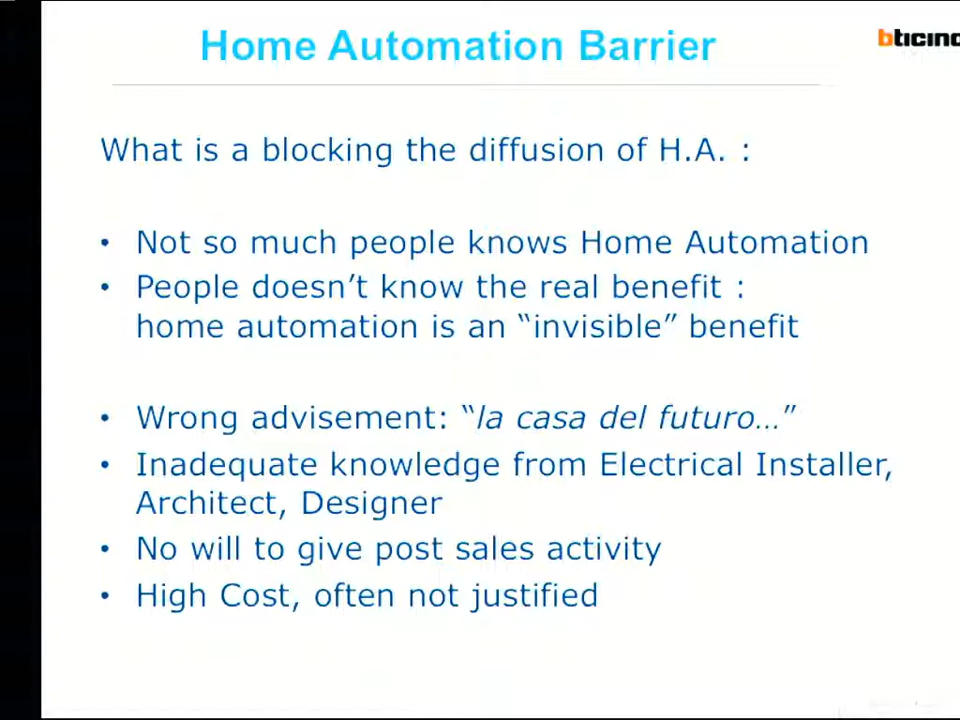 Home Automation Barrier
bticino
What is a blocking the diffusion of H.A. :
• Not so much people knows Home Automation
• People doesn’t know the real benefit :
home automation is an “invisible” benefit
• Wrong advisement: “la casa del futuro…”
• Inadequate knowledge from Electrical Installer,
Architect, Designer
• No will to give post sales activity
• High Cost, often not justified